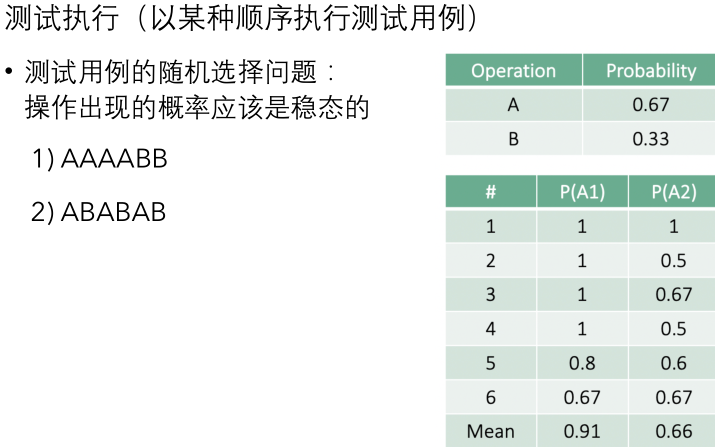 测试执行（以某种顺序执行测试用例）
• 测试用例的随机选择问题：
操作出现的概率应该是稳态的
1) AAAABB
2) ABABAB
Operation Probability
A 0.67
B 0.33
# P(A1) P(A2)
1 1 1
2 1 0.5
3 1 0.67
4 1 0.5
5 0.8 0.6
6 0.67 0.67
Mean 0.91 0.66